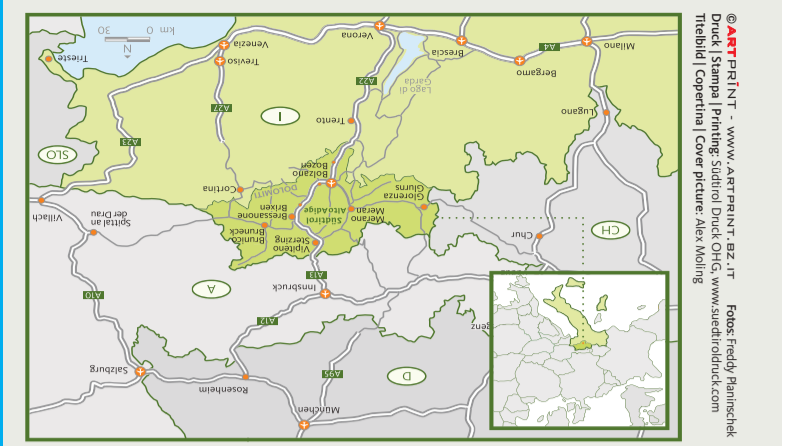 ©ARTPRINT - WWW.ARTPRINT.BZ.IT Fotos: Freddy Planinschek
Druck | Stampa | Printing: Südtirol Druck OHG, www.suedtiroldruck.com
Titelbild | Copertina | Cover picture: Alex Moling
München
Rosenheim
D
A95
Salzburg
genz
A12
A10
Innsbruck
A
A13
Chur
CH
Vipiteno
Sterzing
Brunico
Bruneck
Spittal an
der Drau
Villach
Glorenza
Glurns
Merano
Meran
Südtirol
AltoAdige
Bressanone
Brixen
DOLOMITI
Cortina
Bolzano
Bozen
SLO
A23
Lugano
Trento
I
A27
Lago di
Garda
A22
Bergamo
Treviso
Trieste
Milano
A4
Brescia
Verona
Venezia
N
km 0 30